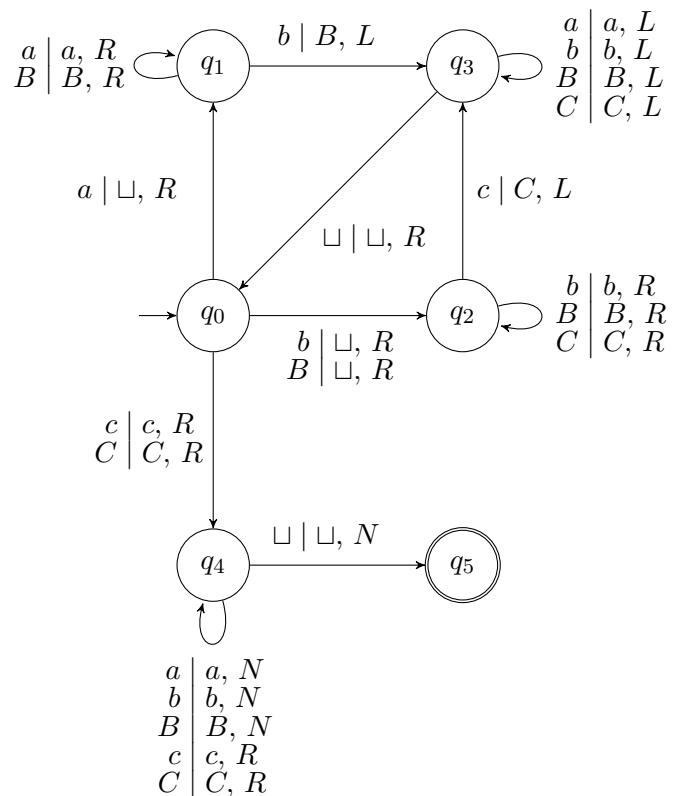 a | a, R
B | B, R
q1
b | B, L
q3
a | a, L
b | b, L
B | B, L
C | C, L
a | ⊔, R
c | C, L
⊔ | ⊔, R
q0
b | ⊔, R
B | ⊔, R
q2
b | b, R
B | B, R
C | C, R
c | c, R
C | C, R
q4
⊔ | ⊔, N
q5
a | a, N
b | b, N
B | B, N
c | c, R
C | C, R